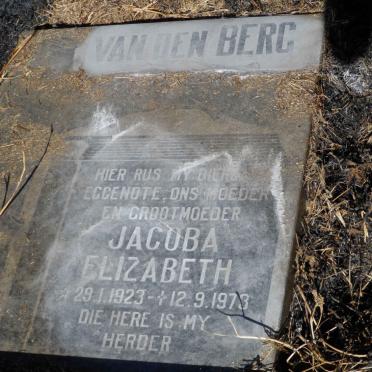 VAN DEN BERG
HIER RUS MY DIERB
EGGENOTE, ONS MOEDER
EN GROOTMOEDER
JACOBA
ELIZABETH
☆ 29.1.1923 - ✝ 12.9.1973
DIE HERE IS MY
HERDER